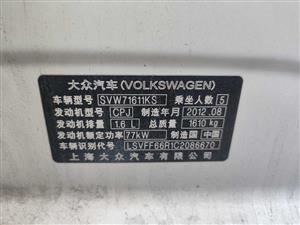 大众汽车(VOLKSWAGEN)
车辆型号 SVW71611KS 乘坐人数 5
发动机型号 CPJ 制造年月 2012.08
发动机排量 1.6 L 总质量 1610 kg
发动机额定功率 77kW 制造国 中国
车辆识别代号 LSVFF66R1C2086670
上海大众汽车有限公司